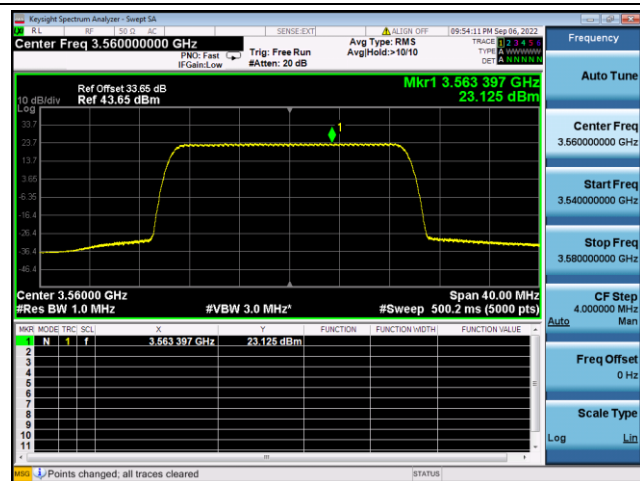 Keysight Spectrum Analyzer - Swept SA
RL RF 50 Ω AC SENSE:EXT ALIGN OFF 09:54:11 PM Sep 06, 2022
Center Freq 3.560000000 GHz
PNO: Fast
IFGain:Low
Trig: Free Run
#Atten: 20 dB
Avg Type: RMS
Avg|Hold:>10/10
TRACE 1 2 3 4 5 6
TYPE A WWWWW
DET A N N N N N
Mkr1 3.563 397 GHz
23.125 dBm
Ref Offset 33.65 dB
Ref 43.65 dBm
10 dB/div
Log
33.7
23.7
13.7
3.65
-6.35
-16.4
-26.4
-36.4
-46.4
1
Center 3.56000 GHz Span 40.00 MHz
#Res BW 1.0 MHz #VBW 3.0 MHz* #Sweep 500.2 ms (5000 pts)
MKR MODE TRC SCL X Y FUNCTION FUNCTION WIDTH FUNCTION VALUE
1 N 1 f 3.563 397 GHz 23.125 dBm
2
3
4
5
6
7
8
9
10
11
MSG Points changed; all traces cleared STATUS
Frequency
Auto Tune
Center Freq
3.560000000 GHz
Start Freq
3.540000000 GHz
Stop Freq
3.580000000 GHz
CF Step
4.000000 MHz
Auto Man
Freq Offset
0 Hz
Scale Type
Log Lin